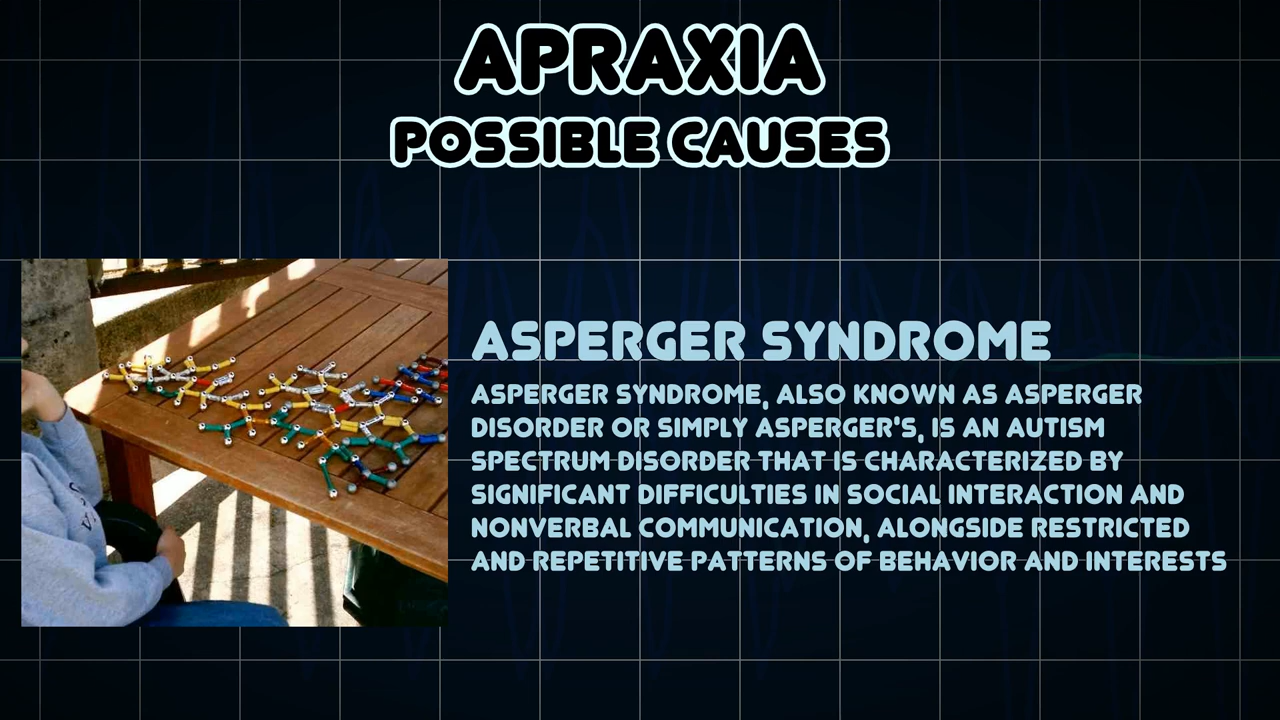 APRAXIA
POSSIBLE CAUSES
ASPERGER SYNDROME
ASPERGER SYNDROME, ALSO KNOWN AS ASPERGER
DISORDER OR SIMPLY ASPERGER'S, IS AN AUTISM
SPECTRUM DISORDER THAT IS CHARACTERIZED BY
SIGNIFICANT DIFFICULTIES IN SOCIAL INTERACTION AND
NONVERBAL COMMUNICATION, ALONGSIDE RESTRICTED
AND REPETITIVE PATTERNS OF BEHAVIOR AND INTERESTS